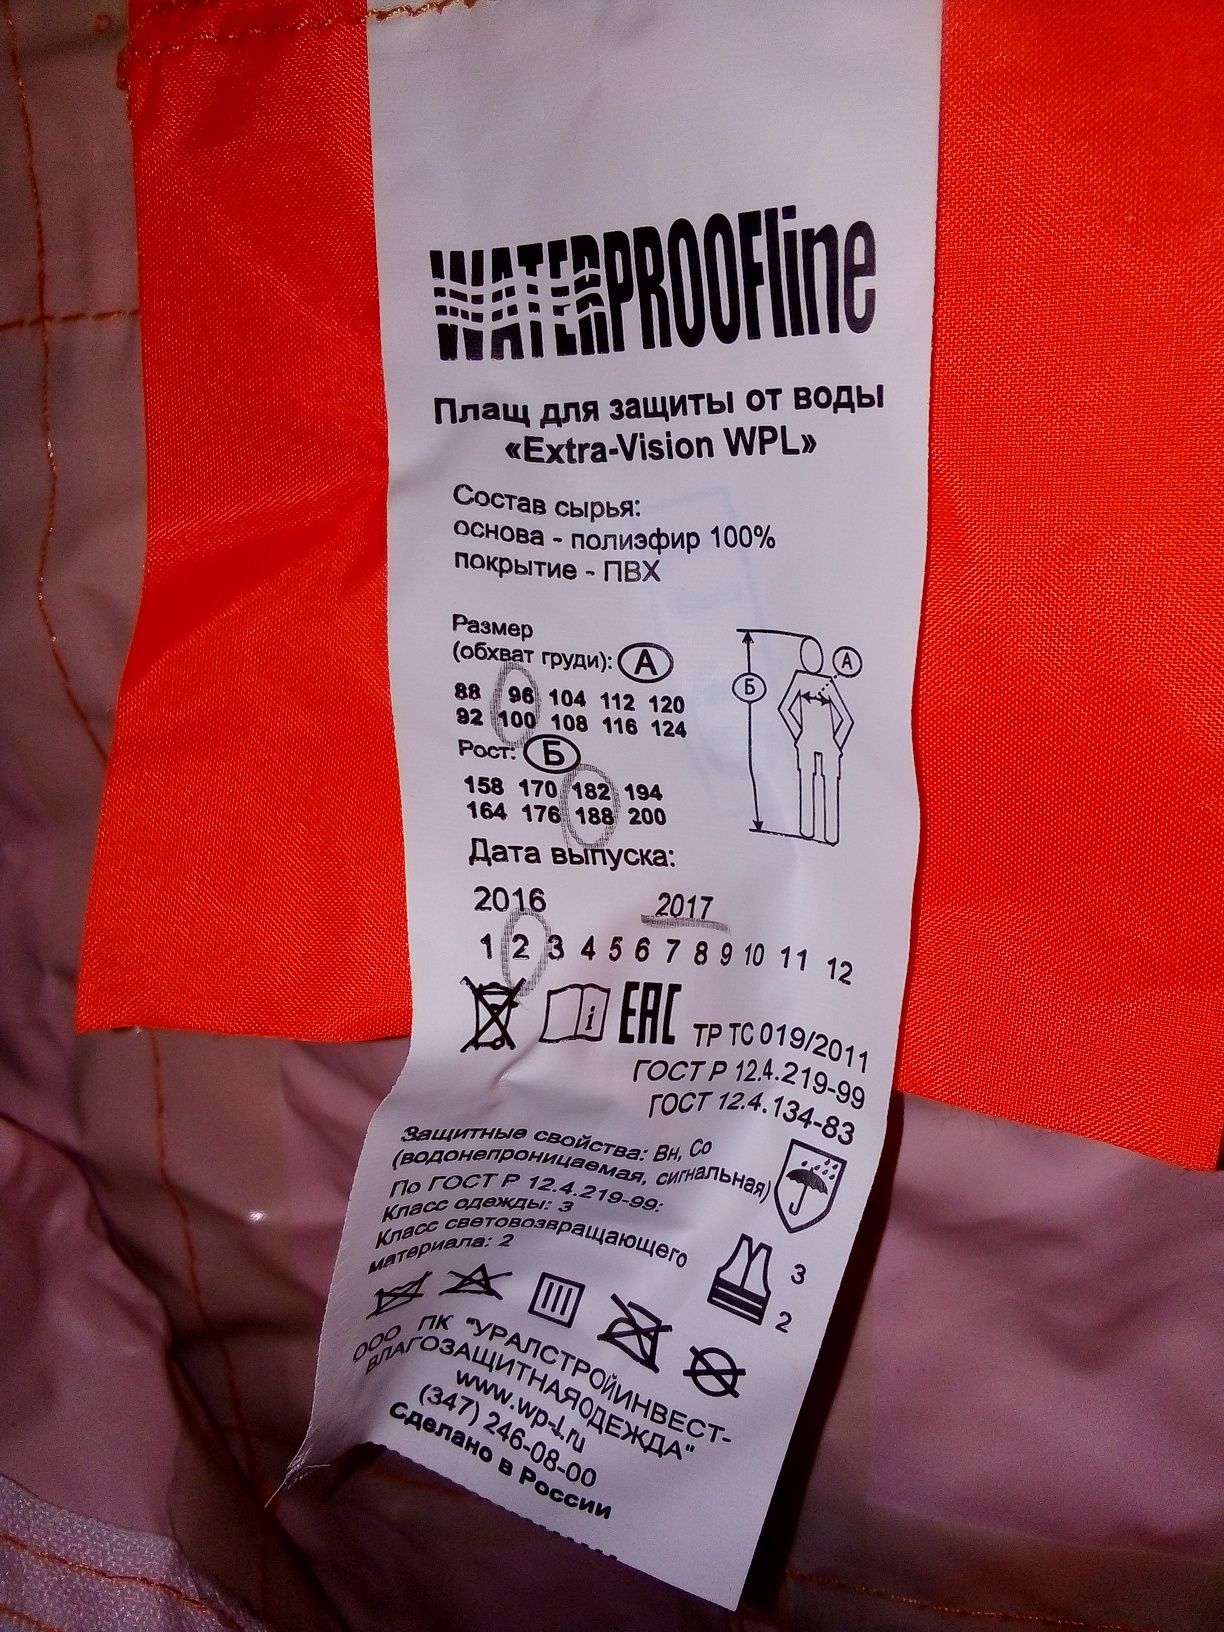 WATERPROOFline
Плащ для защиты от воды
«Extra-Vision WPL»
Состав сырья:
основа - полиэфир 100%
покрытие - ПВХ
Размер
(обхват груди): А
88 96 104 112 120
92 100 108 116 124
Рост: Б
158 170 182 194
164 176 188 200
А
Б
Дата выпуска:
2016 2017
1 2 3 4 5 6 7 8 9 10 11 12
i EAC ТР ТС 019/2011
ГОСТ Р 12.4.219-99
ГОСТ 12.4.134-83
Защитные свойства: Вн, Со
(водонепроницаемая, сигнальная)
По ГОСТ Р 12.4.219-99:
Класс одежды: 3
Класс световозвращающего
материала: 2
3
2
ООО ПК "УРАЛСТРОЙИНВЕСТ-
ВЛАГОЗАЩИТНАЯОДЕЖДА"
www.wp-l.ru
(347) 246-08-00
Сделано в России